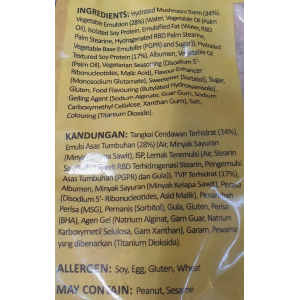 INGREDIENTS: Hydrated Mushroom Stem (34%),
Vegetable Emulsion (28%) (Water, Vegetable Oil (Palm
Oil), Isolated Soy Protein, Emulsified Fat (Water, RBD
Palm Stearine, Hydrogenated RBD Palm Stearine,
Vegetable Base Emulsifier (PGPR) and Sugar)), Hydrated
Textured Soy Protein (17%), Albumen, Vegetable Oil
(Palm Oil), Vegetarian Seasoning (Disodium 5'-
Ribonucleotides, Malic Acid), Flavour Enhancer
(Monosodium Glutamate), Sweetener (Sorbitol), Sugar,
Gluten, Food Flavouring (Butylated Hydroxyanisole),
Gelling Agent (Sodium Alginate, Guar Gum, Sodium
Carboxymethyl Cellulose, Xanthan Gum), Salt,
Colouring (Titanium Dioxide).
KANDUNGAN: Tangkai Cendawan Terhidrat (34%),
Emulsi Asas Tumbuhan (28%) (Air, Minyak Sayuran
(Minyak Kelapa Sawit), ISP, Lemak Teremulsi (Air, Stearin
Sawit RBD Terhidrogenasi Stearin, Pengemulsi
Asas Tumbuhan (PGPR) dan Gula)), TVP Terhidrat (17%),
Albumen, Minyak Sayuran (Minyak Kelapa Sawit), Perasa
(Disodium 5'- Ribonukleotida, Asid Malik), Penambah
Perisa (MSG), Pemanis (Sorbitol), Gula, Gluten, Perisa
(BHA), Agen Gel (Natrium Alginat, Gam Guar, Natrium
Karboxymetil Selulosa, Gam Xanthan), Garam, Pewarna
yang dibenarkan (Titanium Dioksida).
ALLERGEN: Soy, Egg, Gluten, Wheat
MAY CONTAIN: Peanut, Sesame